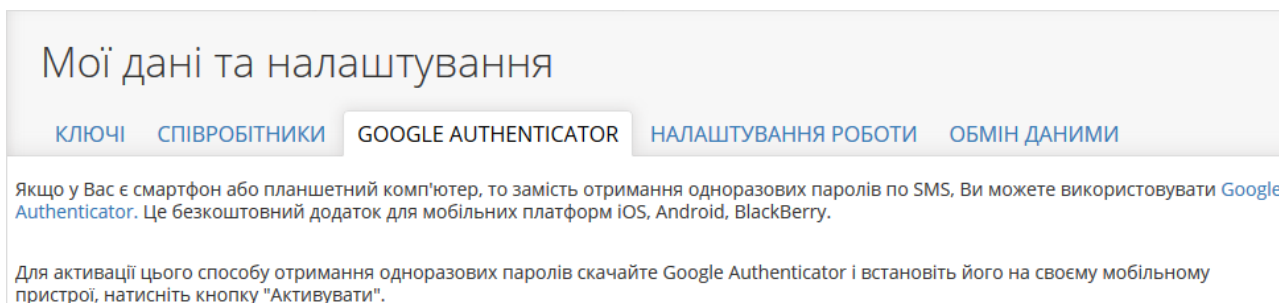 Мої дані та налаштування
КЛЮЧІ СПІВРОБІТНИКИ GOOGLE AUTHENTICATOR НАЛАШТУВАННЯ РОБОТИ ОБМІН ДАНИМИ
Якщо у Вас є смартфон або планшетний комп'ютер, то замість отримання одноразових паролів по SMS, Ви можете використовувати Google
Authenticator. Це безкоштовний додаток для мобільних платформ iOS, Android, BlackBerry.
Для активації цього способу отримання одноразових паролів скачайте Google Authenticator і встановіть його на своєму мобільному
пристрої, натисніть кнопку "Активувати".